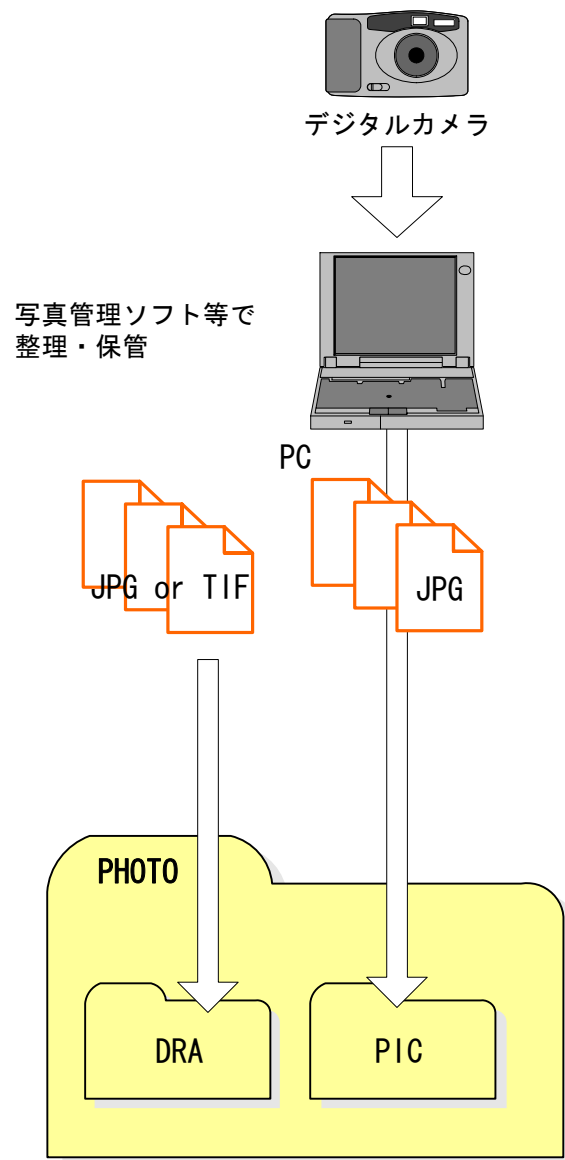 デジタルカメラ
写真管理ソフト等で
整理・保管
PC
JPG or TIF
JPG
PHOTO
DRA
PIC